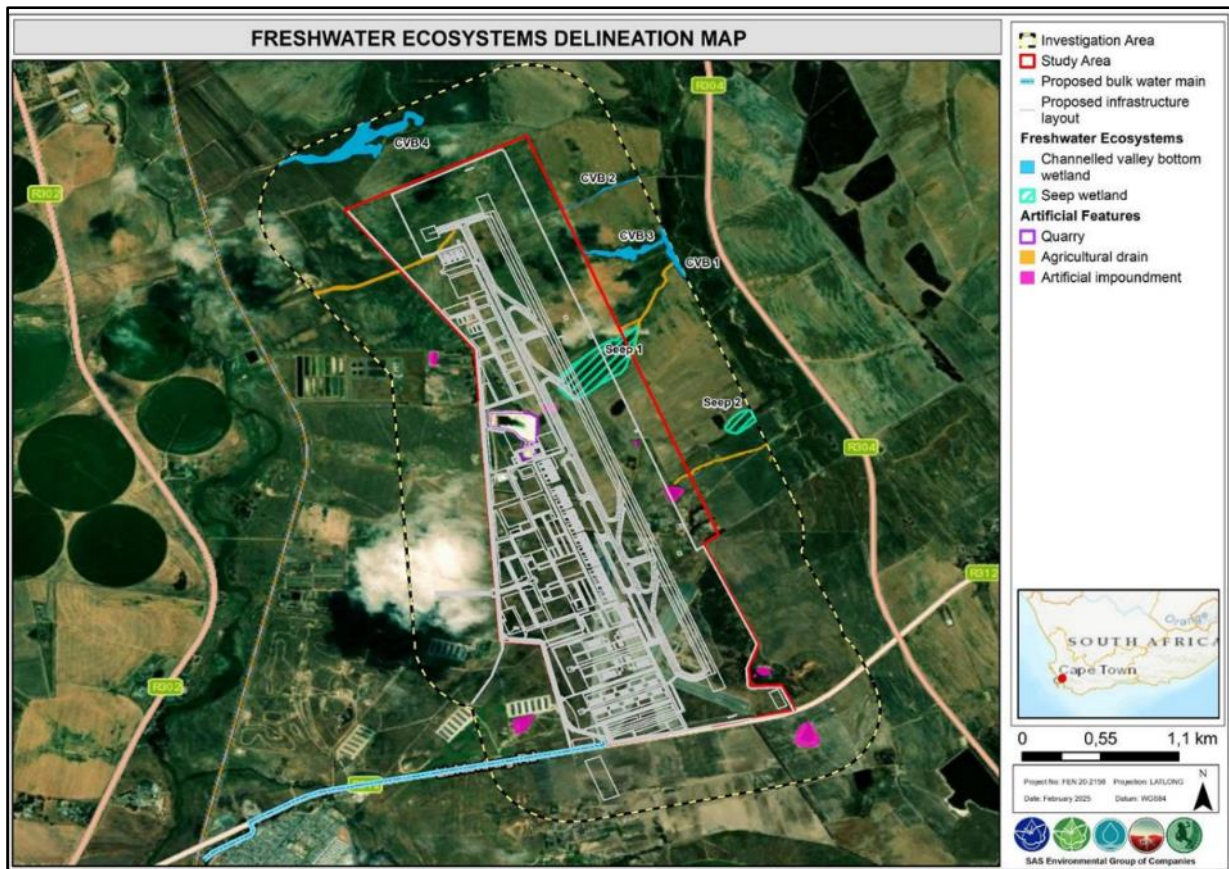 FRESHWATER ECOSYSTEMS DELINEATION MAP
R304
CVB 4
R302
CVB 2
CVB 3
CVB 1
Seep 1
Seep 2
R304
R312
R302
Investigation Area
Study Area
Proposed bulk water main
Proposed infrastructure
layout
Freshwater Ecosystems
Channelled valley bottom
wetland
Seep wetland
Artificial Features
Quarry
Agricultural drain
Artificial impoundment
Orange
SOUTH AFRICA
Cape Town
0 0,55 1,1 km
Project No: FEN 20-2198 Projection: LATLONG
Date: February 2025 Datum: WGS84
N
SAS Environmental Group of Companies